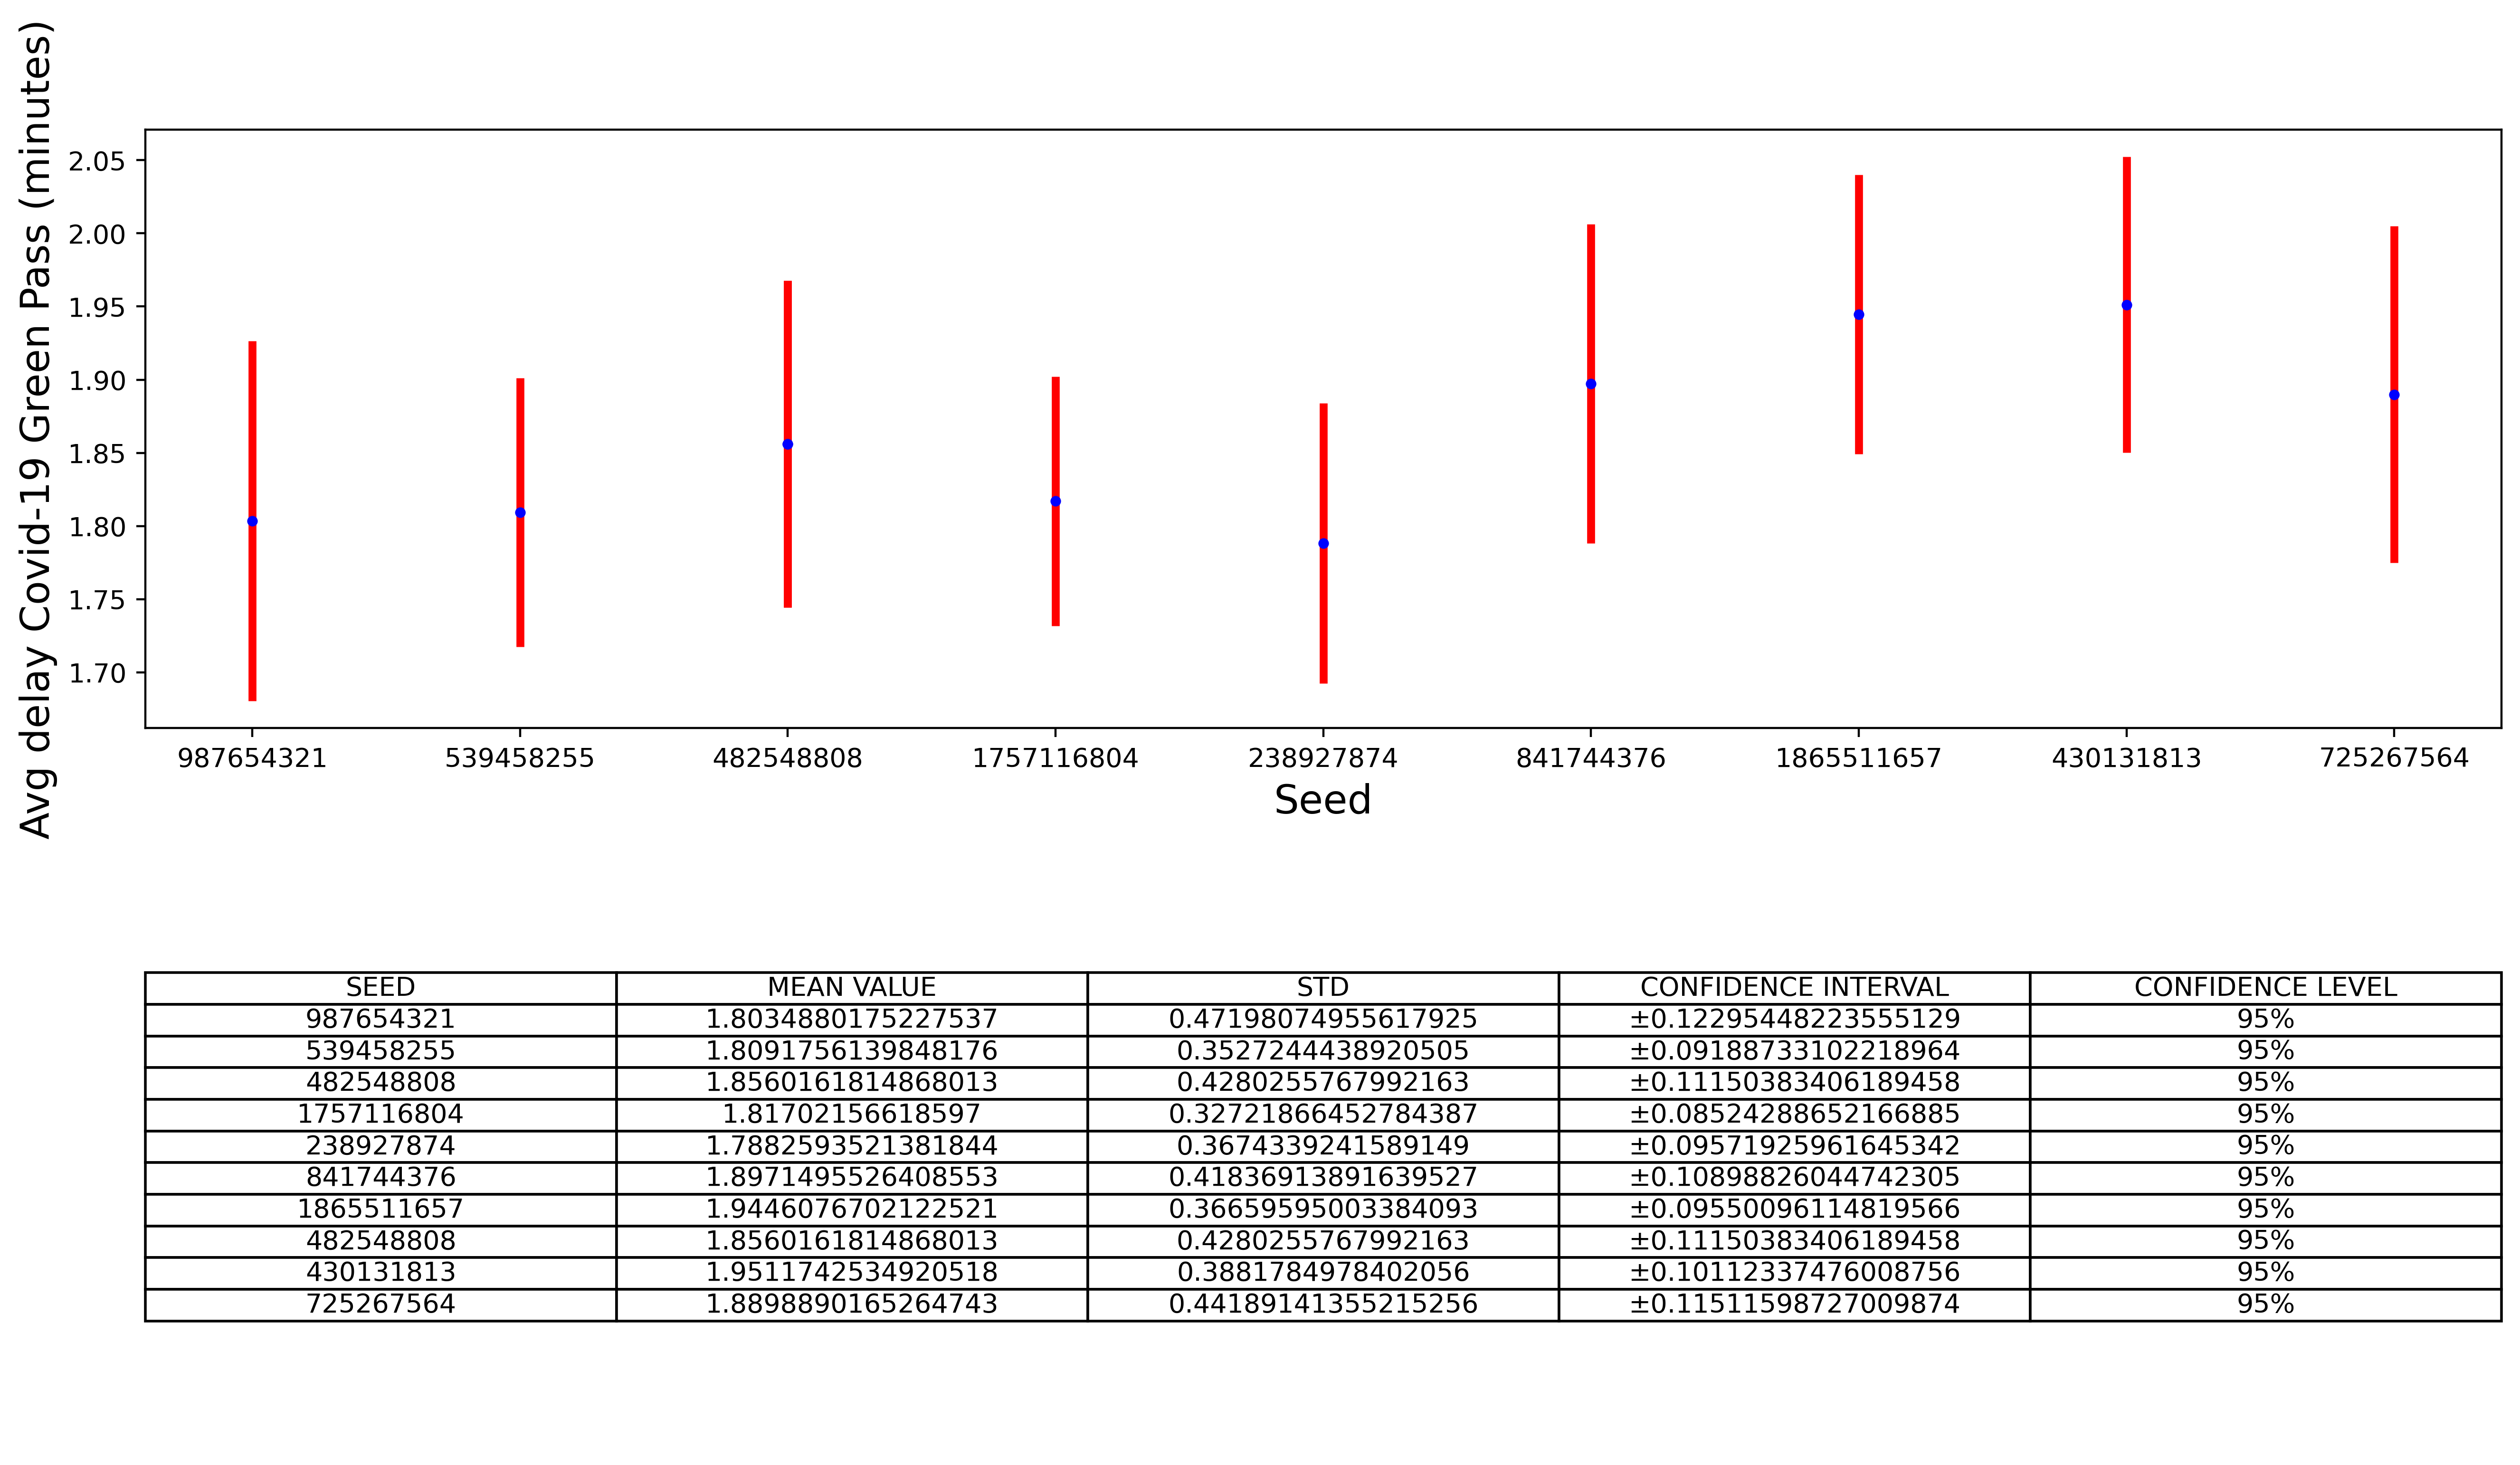 Avg delay Covid-19 Green Pass (minutes)
2.05
2.00
1.95
1.90
1.85
1.80
1.75
1.70
987654321 539458255 482548808 1757116804 238927874 841744376 1865511657 430131813 725267564
Seed
SEED MEAN VALUE STD CONFIDENCE INTERVAL CONFIDENCE LEVEL
987654321 1.8034880175227537 0.47198074955617925 ±0.12295448223555129 95%
539458255 1.8091756139848176 0.3527244438920505 ±0.09188733102218964 95%
482548808 1.8560161814868013 0.4280255767992163 ±0.11150383406189458 95%
1757116804 1.81702156618597 0.32721866452784387 ±0.08524288652166885 95%
238927874 1.7882593521381844 0.3674339241589149 ±0.09571925961645342 95%
841744376 1.8971495526408553 0.41836913891639527 ±0.10898826044742305 95%
1865511657 1.9446076702122521 0.36659595003384093 ±0.09550096114819566 95%
482548808 1.8560161814868013 0.4280255767992163 ±0.11150383406189458 95%
430131813 1.9511742534920518 0.3881784978402056 ±0.10112337476008756 95%
725267564 1.8898890165264743 0.44189141355215256 ±0.11511598727009874 95%